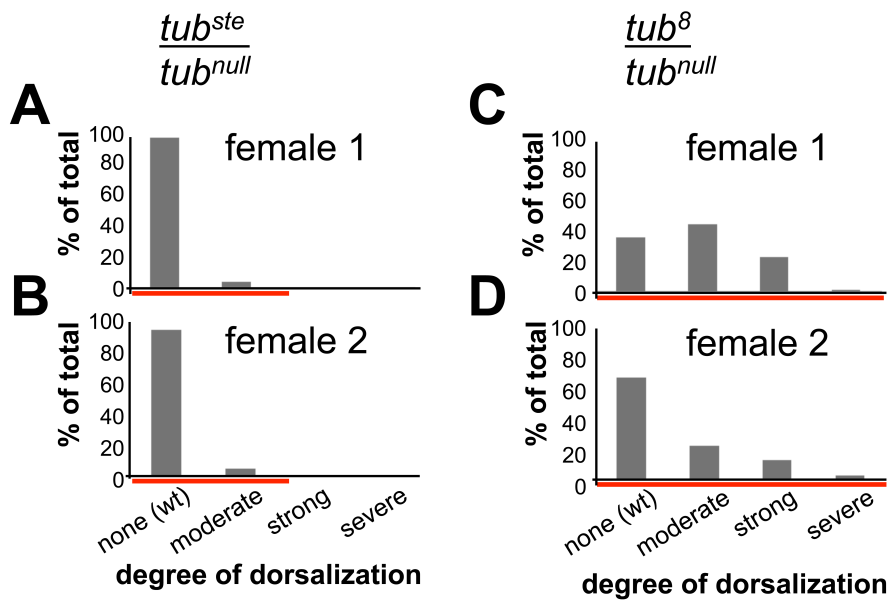 tub^ste
tub^null
tub^8
tub^null
A
female 1
% of total
100
80
60
40
20
0
B
female 2
% of total
100
80
60
40
20
0
none (wt)
moderate
strong
severe
degree of dorsalization
C
female 1
% of total
100
80
60
40
20
0
D
female 2
% of total
100
80
60
40
20
0
none (wt)
moderate
strong
severe
degree of dorsalization